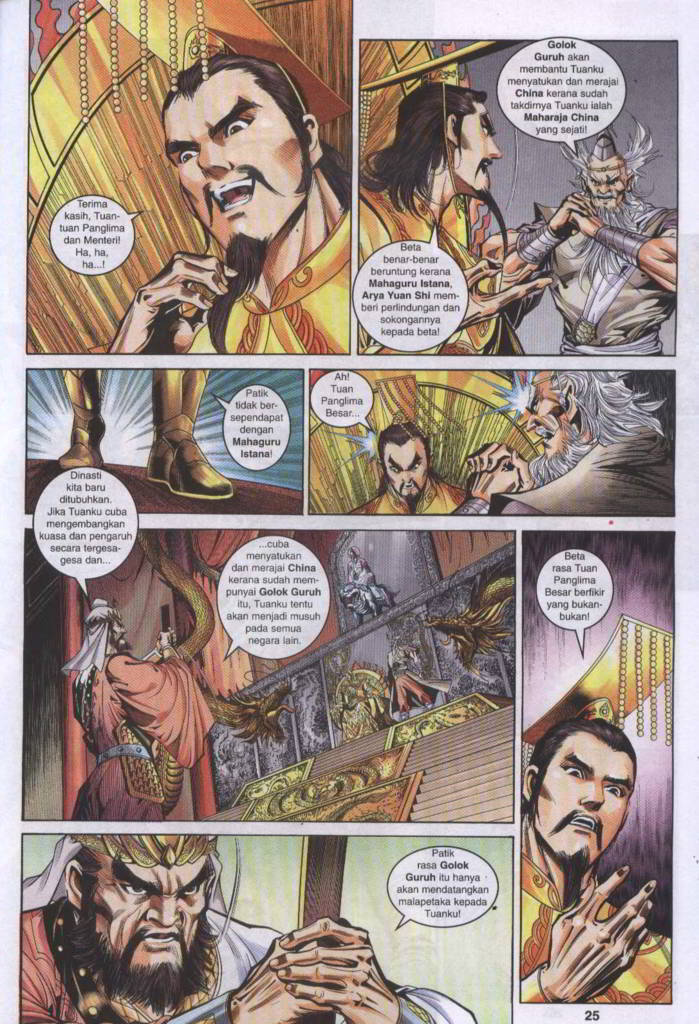 Terima
kasih, Tuan-
tuan Panglima
dan Menteri!
Ha, ha,
ha...!
Golok
Guruh akan
membantu Tuanku
menyatukan dan merajai
China kerana sudah
takdirnya Tuanku ialah
Maharaja China
yang sejati!
Beta
benar-benar
beruntung kerana
Mahaguru Istana,
Arya Yuan Shi mem-
beri perlindungan dan
sokongannya
kepada beta!
Patik
tidak ber-
sependapat
dengan
Mahaguru
Istana!
Ah!
Tuan
Panglima
Besar...
Dinasti
kita baru
ditubuhkan.
Jika Tuanku cuba
mengembangkan
kuasa dan pengaruh
secara tergesa-
gesa dan...
...cuba
menyatukan
dan merajai China
kerana sudah mem-
punyai Golok Guruh
itu, Tuanku tentu
akan menjadi musuh
pada semua
negara lain.
Beta
rasa Tuan
Panglima
Besar berfikir
yang bukan-
bukan!
Patik
rasa Golok
Guruh itu hanya
akan mendatangkan
malapetaka kepada
Tuanku!
25